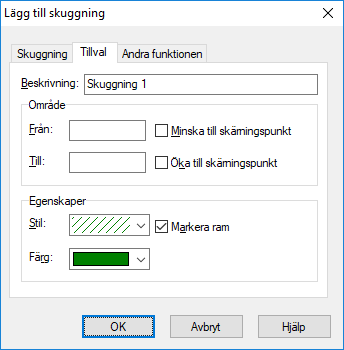 Lägg till skuggning
Skuggning Tillval Andra funktionen
Beskrivning: Skuggning 1
Område
Från: Minska till skärningspunkt
Till: Öka till skärningspunkt
Egenskaper
Stil: Markera ram
Färg:
OK Avbryt Hjälp